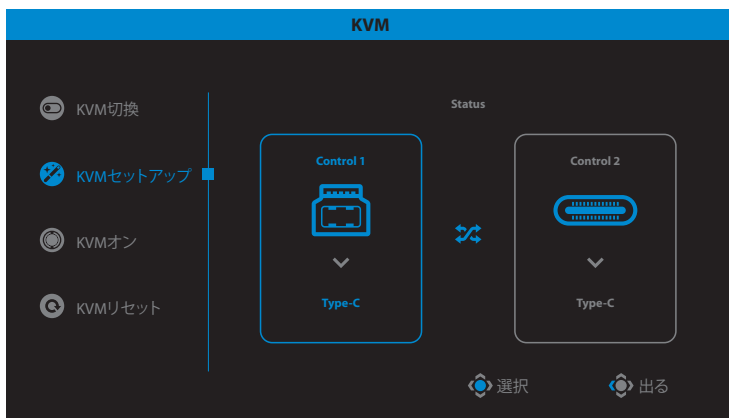 KVM
KVM切換
KVMセットアップ
KVMオン
KVMリセット
Status
Control 1
Type-C
Control 2
Type-C
選択
出る